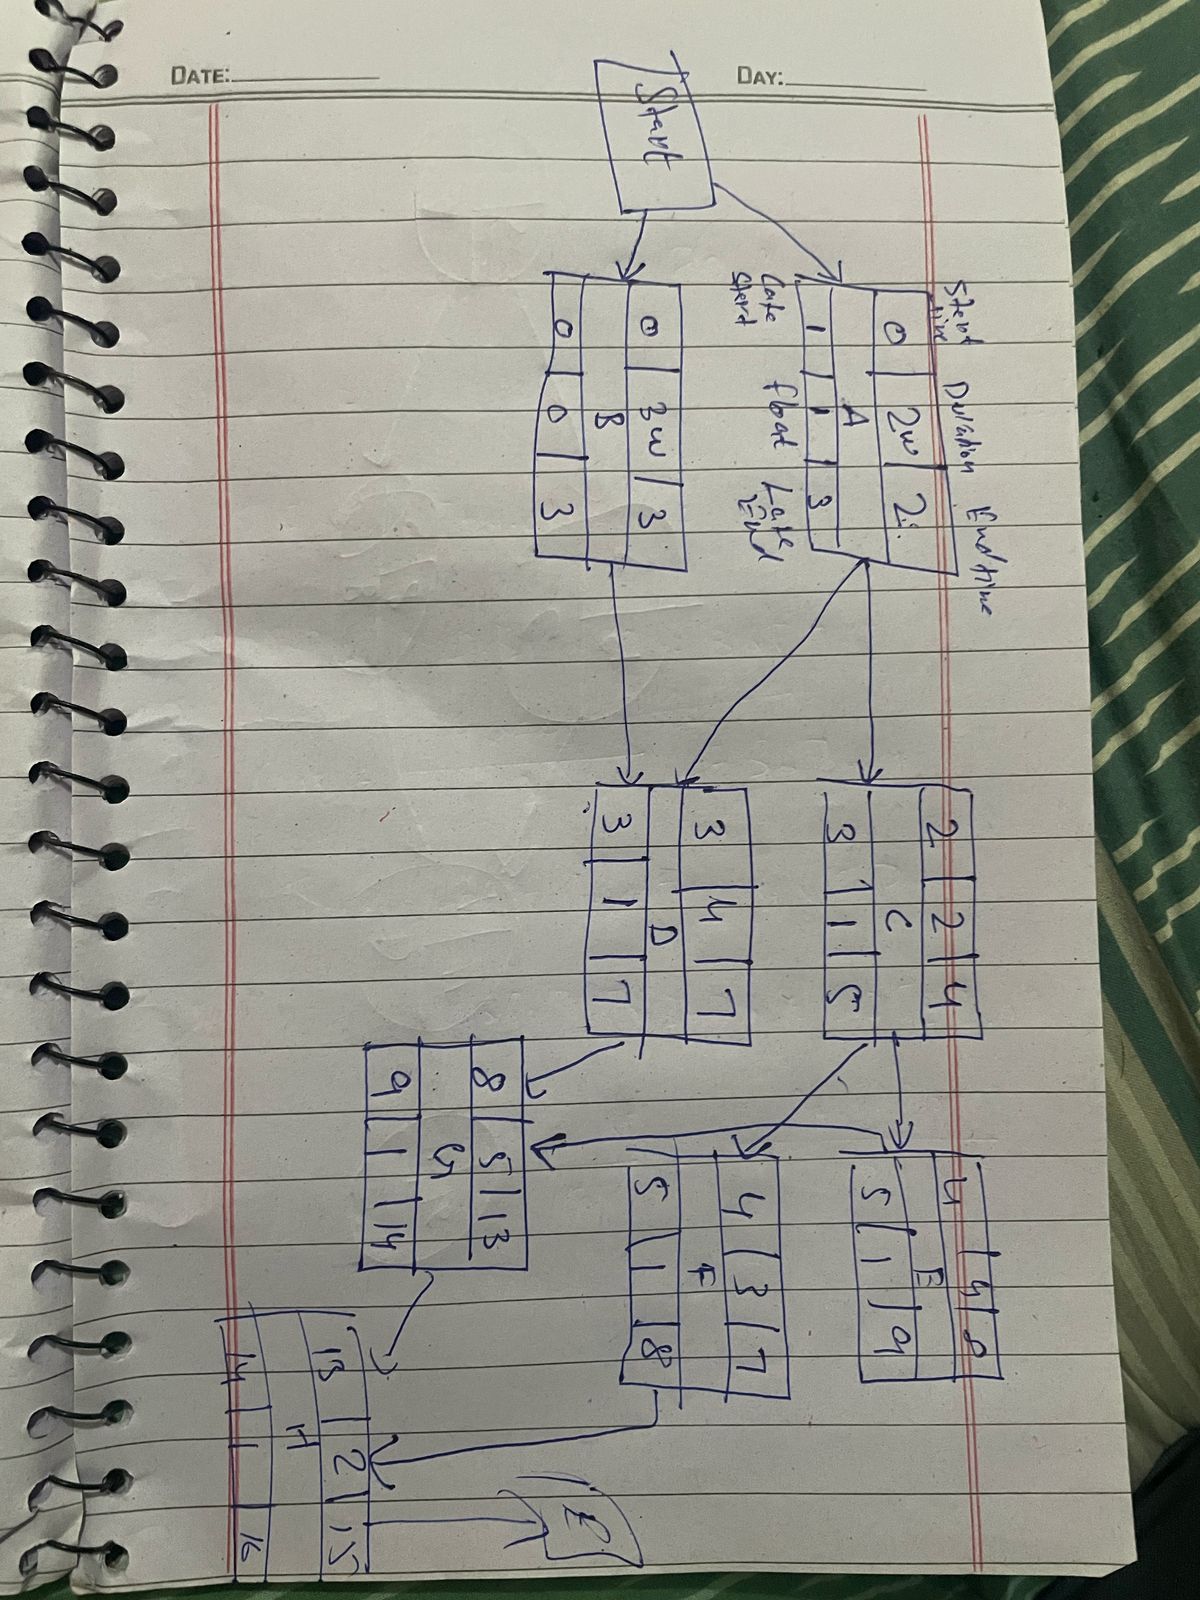 Start time Duration End time
0 2w 2
A
1 1 3
Late Start float Late End
Start
0 3w 3
B
0 0 3
2 2 4
C
3 1 5
3 4 7
D
3 1 7
4 4 8
E
5 1 9
4 3 7
F
5 1 8
8 5 13
G
9 1 14
13 2 15
H
14 1 16
E
DAY:
DATE: